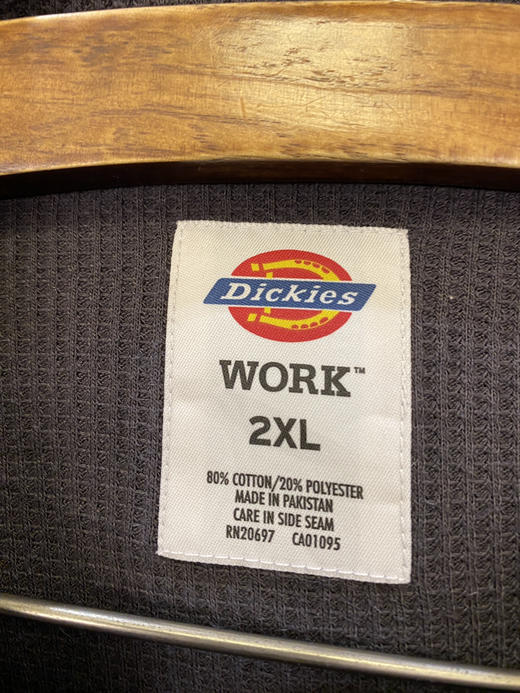 Dickies
WORK™
2XL
80% COTTON/20% POLYESTER
MADE IN PAKISTAN
CARE IN SIDE SEAM
RN20697 CA01095